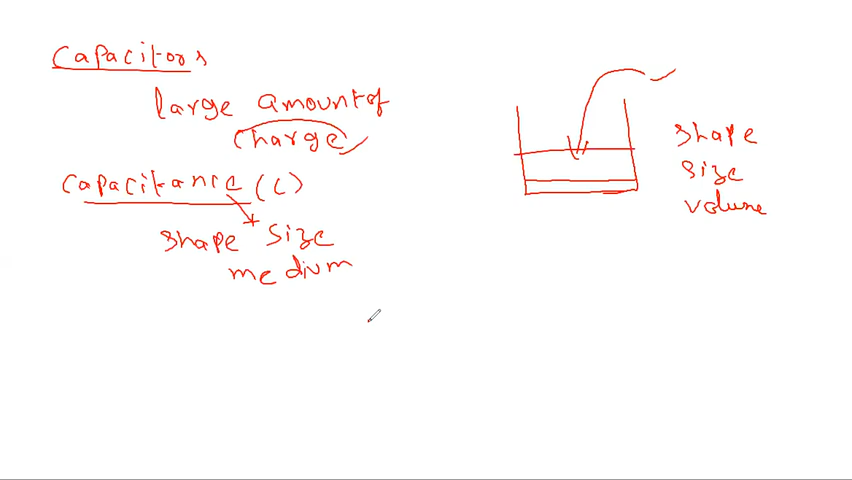 Capacitors
large amount of
charge
Capacitance (C)
shape size
medium
shape
size
volume